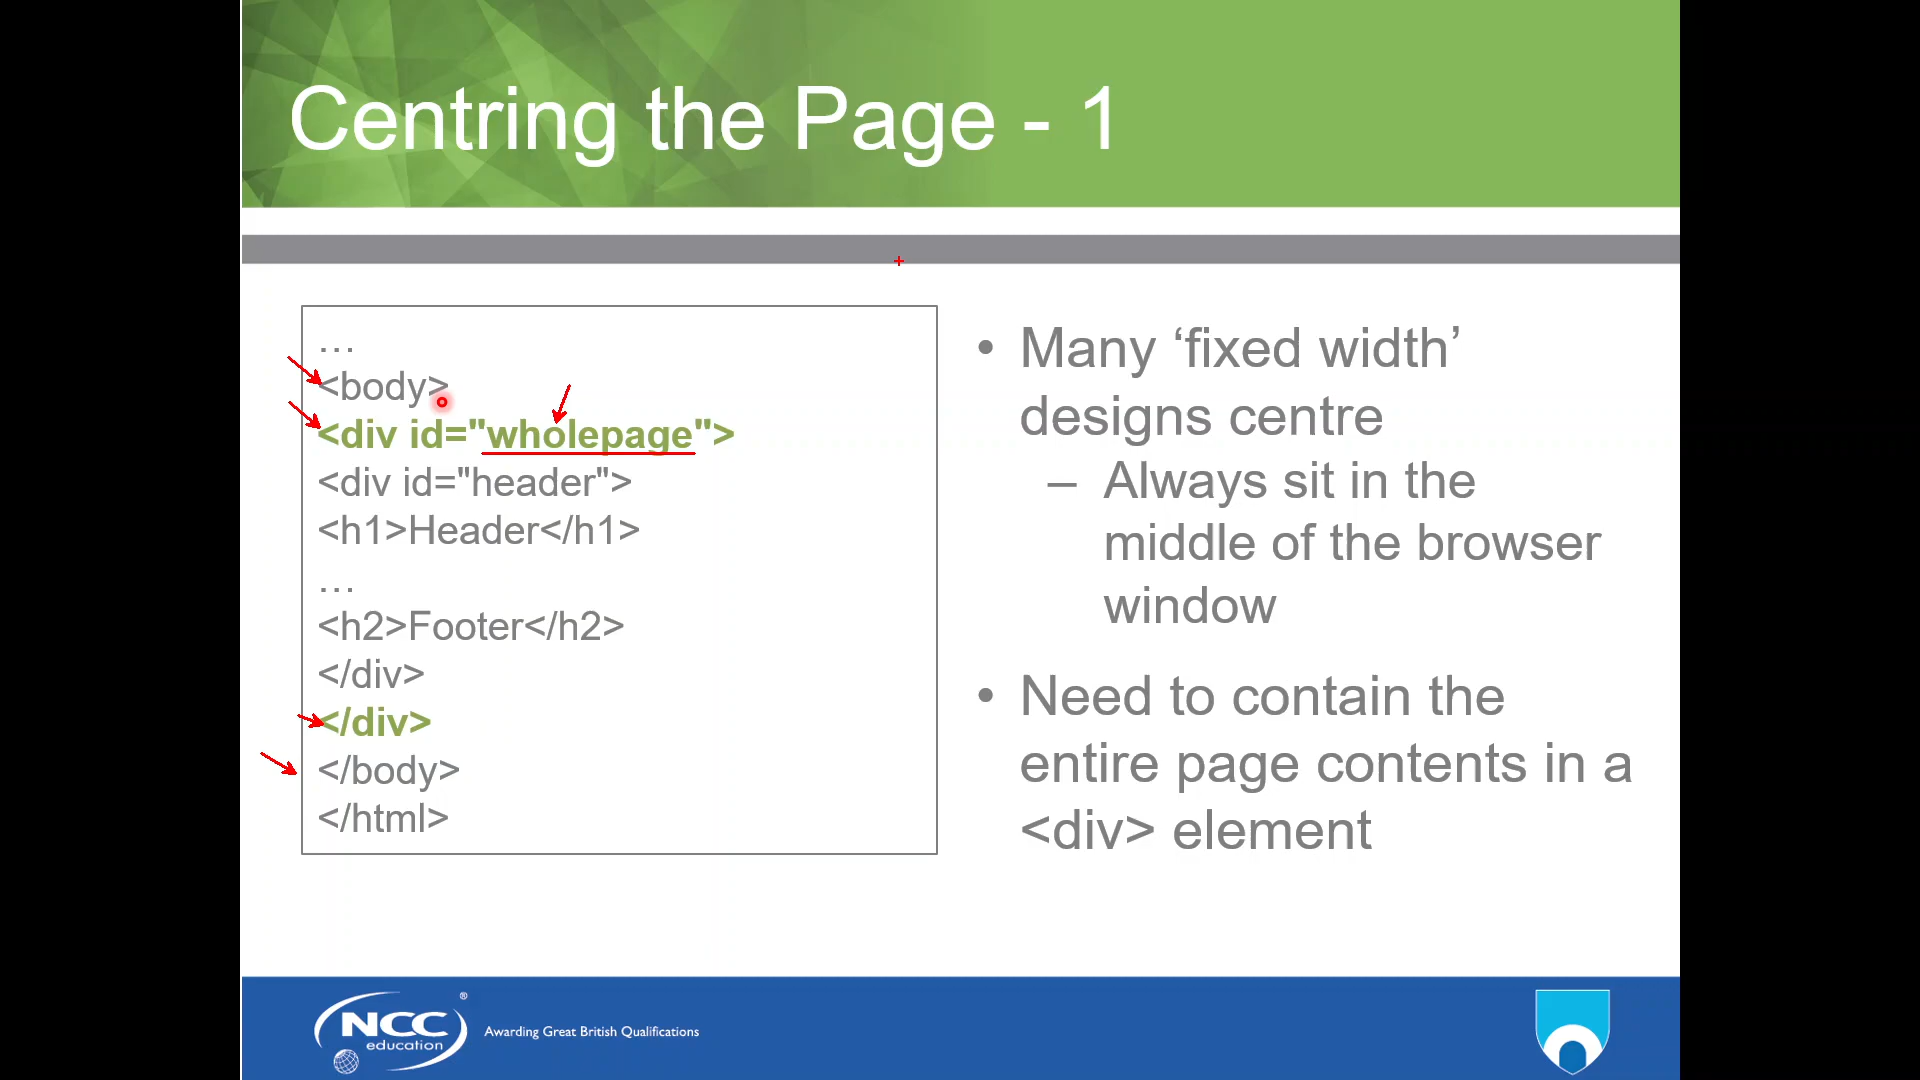 Centring the Page - 1
…
<body>
<div id="wholepage">
<div id="header">
<h1>Header</h1>
…
<h2>Footer</h2>
</div>
</div>
</body>
</html>
• Many ‘fixed width’
designs centre
– Always sit in the
middle of the browser
window
• Need to contain the
entire page contents in a
<div> element
NCC ®
education
Awarding Great British Qualifications